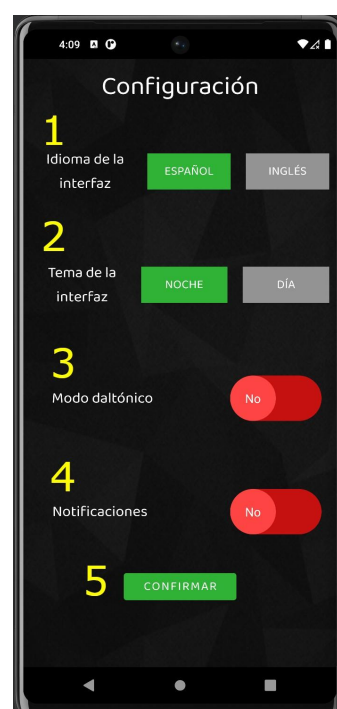 4:09
Configuración
1
Idioma de la
interfaz
ESPAÑOL
INGLÉS
2
Tema de la
interfaz
NOCHE
DÍA
3
Modo daltónico
No
4
Notificaciones
No
5
CONFIRMAR